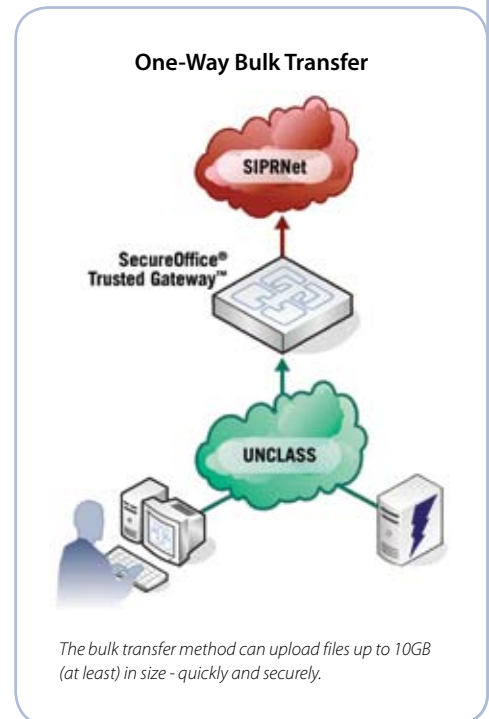 One-Way Bulk Transfer
SIPRNet
SecureOffice®
Trusted Gateway™
UNCLASS
The bulk transfer method can upload files up to 10GB
(at least) in size - quickly and securely.